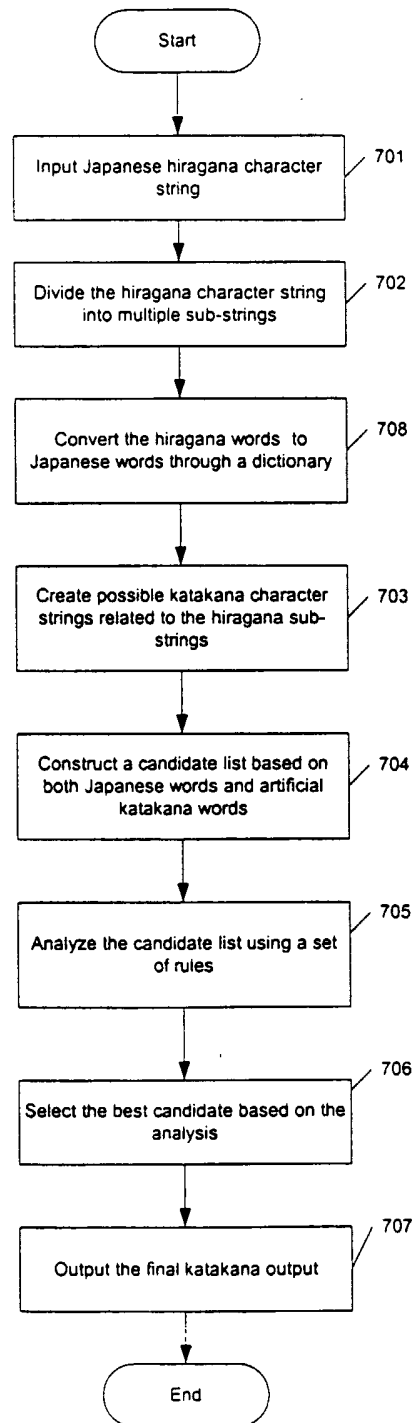 Start
701
Input Japanese hiragana character
string
702
Divide the hiragana character string
into multiple sub-strings
708
Convert the hiragana words to
Japanese words through a dictionary
703
Create possible katakana character
strings related to the hiragana sub-
strings
704
Construct a candidate list based on
both Japanese words and artificial
katakana words
705
Analyze the candidate list using a set
of rules
706
Select the best candidate based on the
analysis
707
Output the final katakana output
End